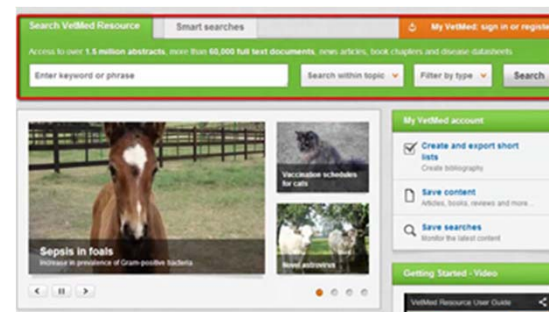 Search VetMed Resource
Smart searches
My VetMed: sign in or registe
Access to over 1.5 million abstracts, more than 60,000 full text documents, news articles, book chapters and disease datasheets
Enter keyword or phrase
Search within topic
Filter by type
Search
Sepsis in foals
Increase in prevalence of Gram-positive bacteria
Vaccination schedules
for cats
Novel astrovirus
My VetMed account
Create and export short
lists
Create bibliography
Save content
Articles, books, reviews and more...
Save searches
Monitor the latest content
Getting Started - Video
VetMed Resource User Guide